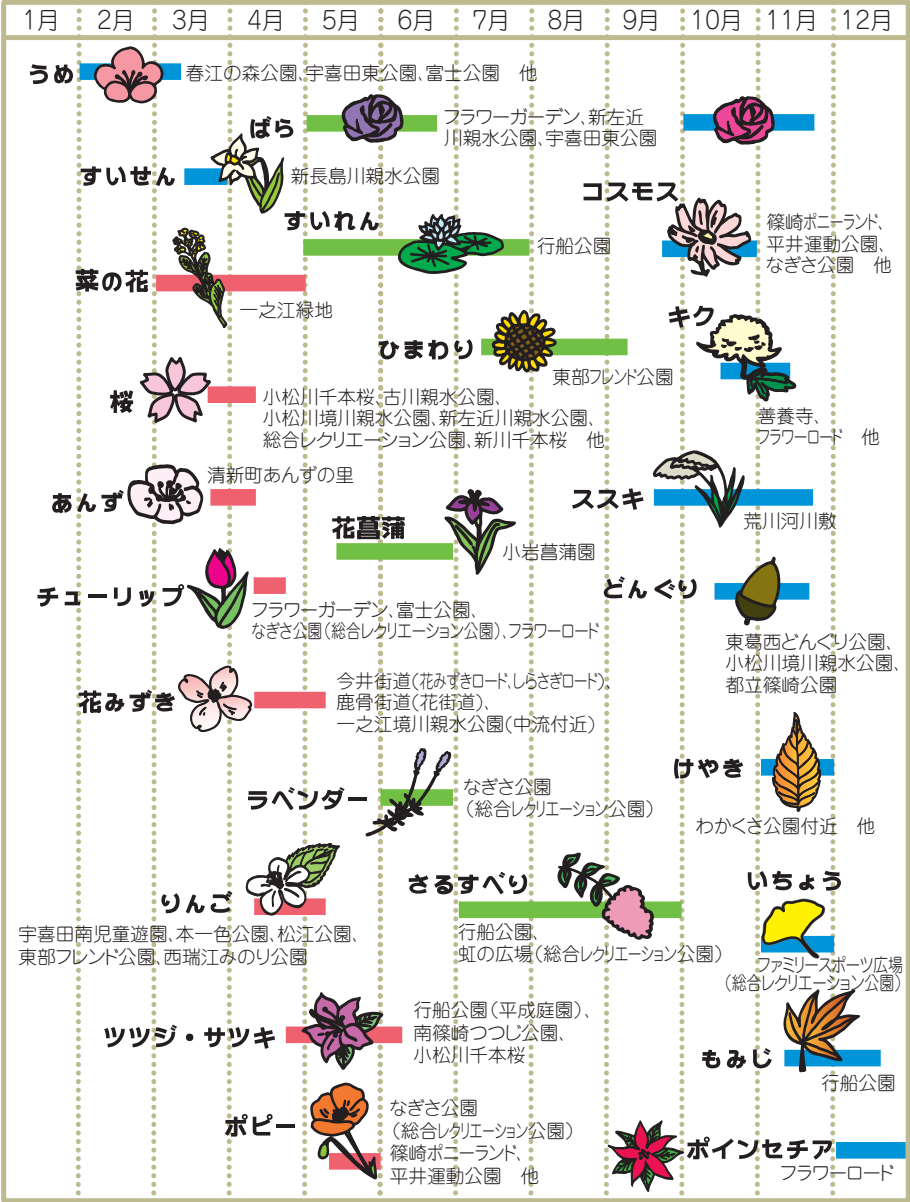 1月 2月 3月 4月 5月 6月 7月 8月 9月 10月 11月 12月
うめ
春江の森公園、宇喜田東公園、富士公園　他
ばら
フラワーガーデン、新左近
川親水公園、宇喜田東公園
すいせん
新長島川親水公園
コスモス
篠崎ポニーランド、
平井運動公園、
なぎさ公園　他
すいれん
行船公園
菜の花
一之江緑地
キク
善養寺、
フラワーロード　他
ひまわり
東部フレンド公園
桜
小松川千本桜、古川親水公園、
小松川境川親水公園、新左近川親水公園、
総合レクリエーション公園、新川千本桜　他
あんず
清新町あんずの里
ススキ
荒川河川敷
花菖蒲
小岩菖蒲園
チューリップ
フラワーガーデン、富士公園、
なぎさ公園(総合レクリエーション公園)、フラワーロード
どんぐり
東葛西どんぐり公園、
小松川境川親水公園、
都立篠崎公園
花みずき
今井街道(花みずきロード、しらさぎロード)、
鹿骨街道(花街道)、
一之江境川親水公園(中流付近)
けやき
わかくさ公園付近　他
ラベンダー
なぎさ公園
(総合レクリエーション公園)
りんご
宇喜田南児童遊園、本一色公園、松江公園、
東部フレンド公園、西瑞江みのり公園
さるすべり
行船公園、
虹の広場(総合レクリエーション公園)
いちょう
ファミリースポーツ広場
(総合レクリエーション公園)
ツツジ・サツキ
行船公園(平成庭園)、
南篠崎つつじ公園、
小松川千本桜
もみじ
行船公園
ポピー
なぎさ公園
(総合レクリエーション公園)
篠崎ポニーランド、
平井運動公園　他
ポインセチア
フラワーロード